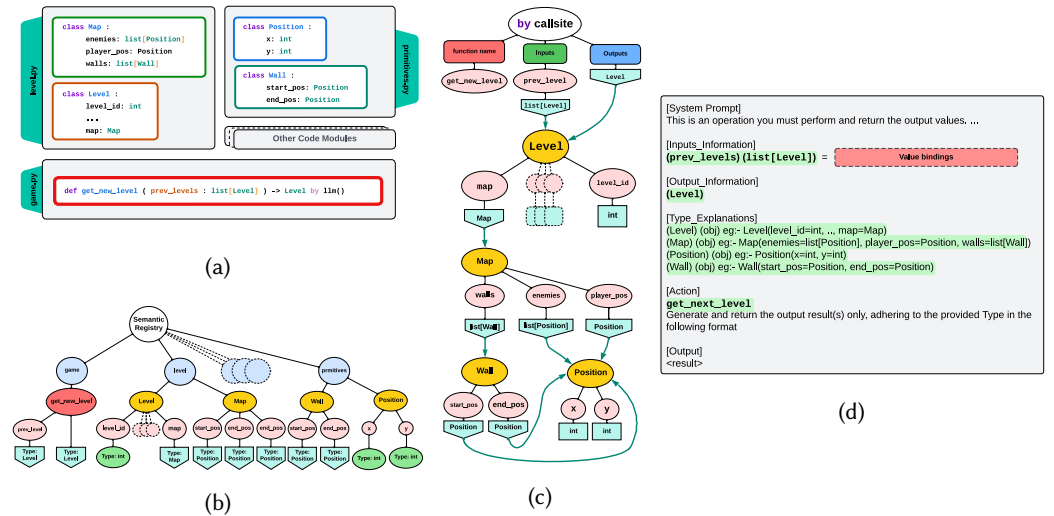 level.py
class Map :
enemies: list[Position]
player_pos: Position
walls: list[Wall]
class Level :
level_id: int
...
map: Map
class Position :
x: int
y: int
class Wall :
start_pos: Position
end_pos: Position
primitives.py
Other Code Modules
game.py
def get_new_level ( prev_levels : list[Level] ) -> Level by llm()
(a)
Semantic
Registry
game
level
prmitives
get_new_level
Level
Map
Wall
Position
prev_level
level_id
map
start_pos
end_pos
end_pos
start_pos
end_pos
x
y
Type:
Level
Type:
Level
Type: int
Type:
Map
Type:
Position
Type:
Position
Type:
Position
Type:
Position
Type:
Position
Type: int
Type: int
(b)
by callsite
function name
Inputs
Outputs
get_new_level
prev_level
Level
list[Level]
Level
map
level_id
Map
int
Map
walls
enemies
player_pos
list[Wall]
list[Position]
Position
Wall
Position
start_pos
end_pos
x
y
Position
Position
int
int
(c)
[System Prompt]
This is an operation you must perform and return the output values. ...
[Inputs_Information]
(prev_levels) (list[Level]) = Value bindings
[Output_Information]
(Level)
[Type_Explanations]
(Level) (obj) eg:- Level(level_id=int, .., map=Map)
(Map) (obj) eg:- Map(enemies=list[Position], player_pos=Position, walls=list[Wall])
(Position) (obj) eg:- Position(x=int, y=int)
(Wall) (obj) eg:- Wall(start_pos=Position, end_pos=Position)
[Action]
get_next_level
Generate and return the output result(s) only, adhering to the provided Type in the
following format
[Output]
<result>
(d)